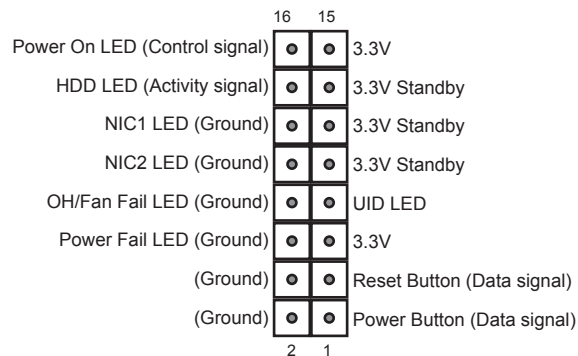 16 15
Power On LED (Control signal) 3.3V
HDD LED (Activity signal) 3.3V Standby
NIC1 LED (Ground) 3.3V Standby
NIC2 LED (Ground) 3.3V Standby
OH/Fan Fail LED (Ground) UID LED
Power Fail LED (Ground) 3.3V
(Ground) Reset Button (Data signal)
(Ground) Power Button (Data signal)
2 1